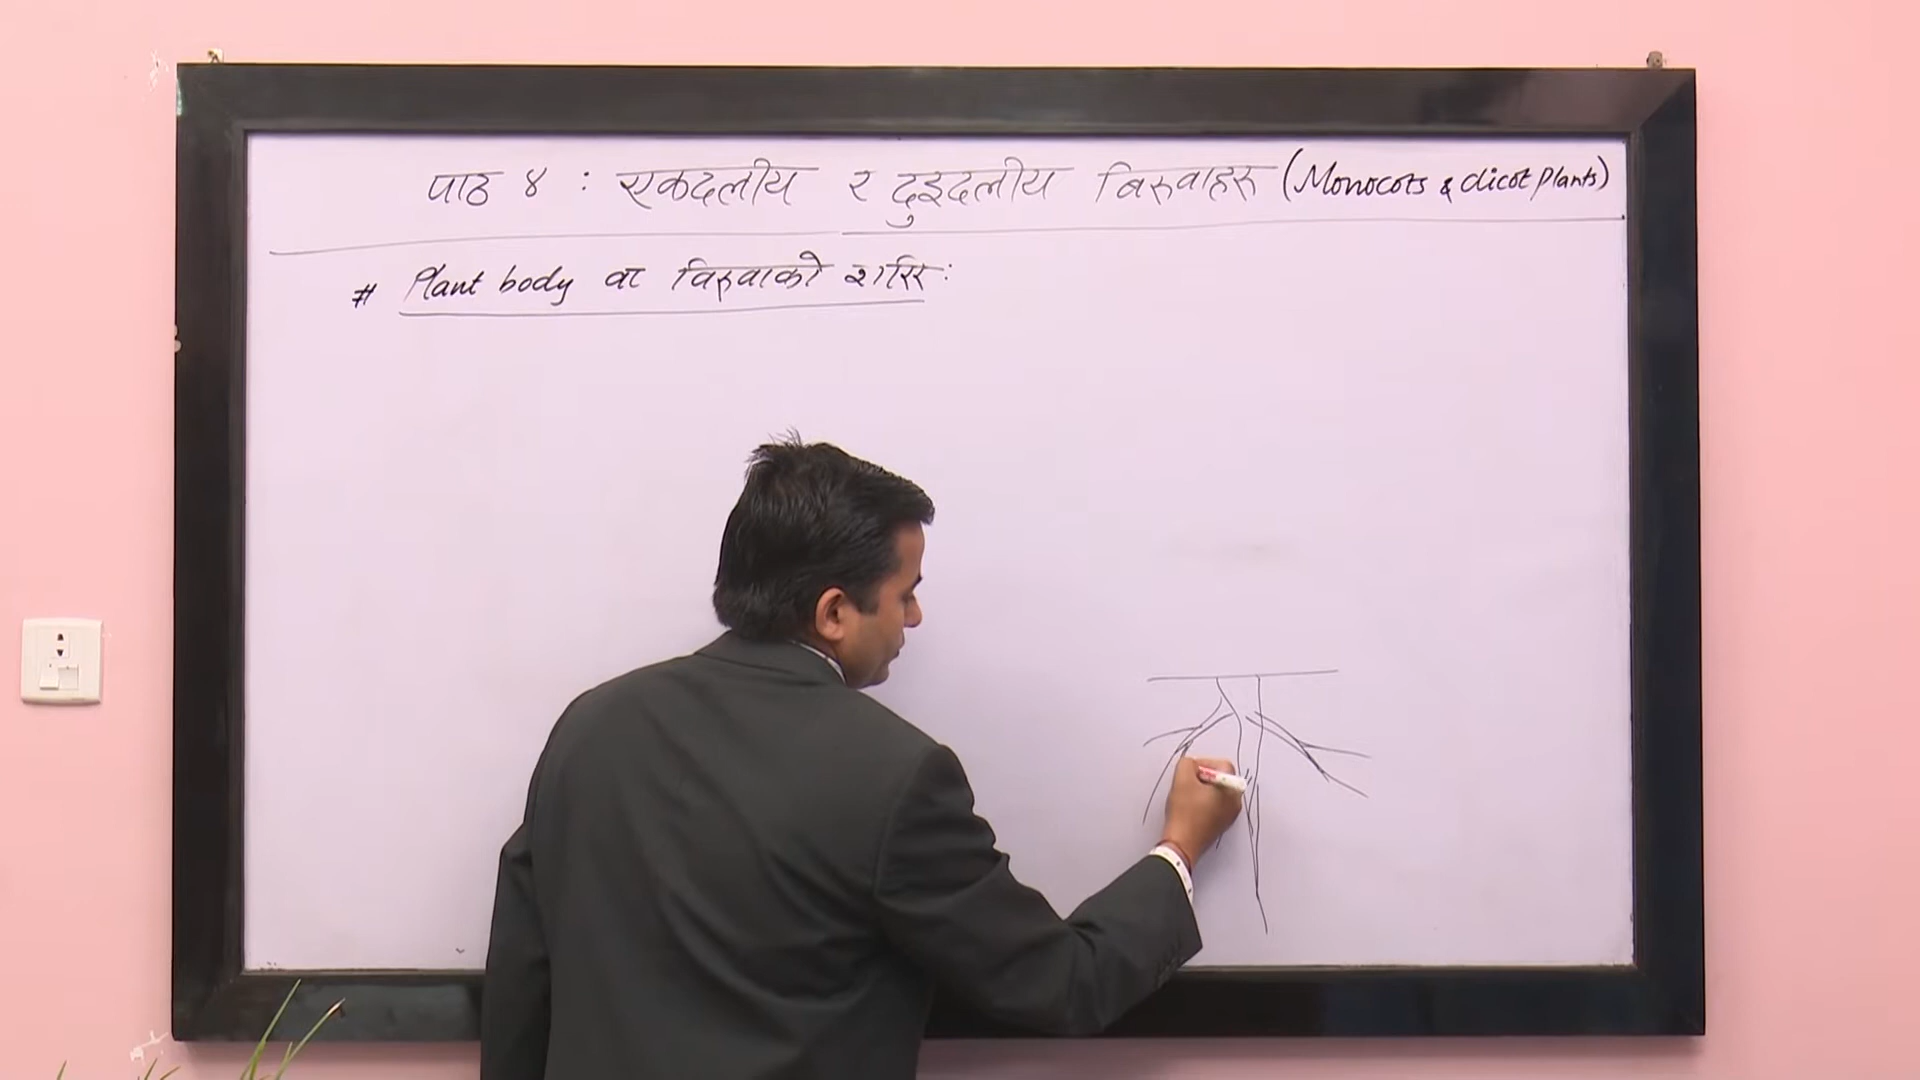 पाठ ४ : एकदलीय र दुइदलीय बिरुवाहरु (Monocots & dicot plants)
# Plant body वा विरुवाको शरिर :